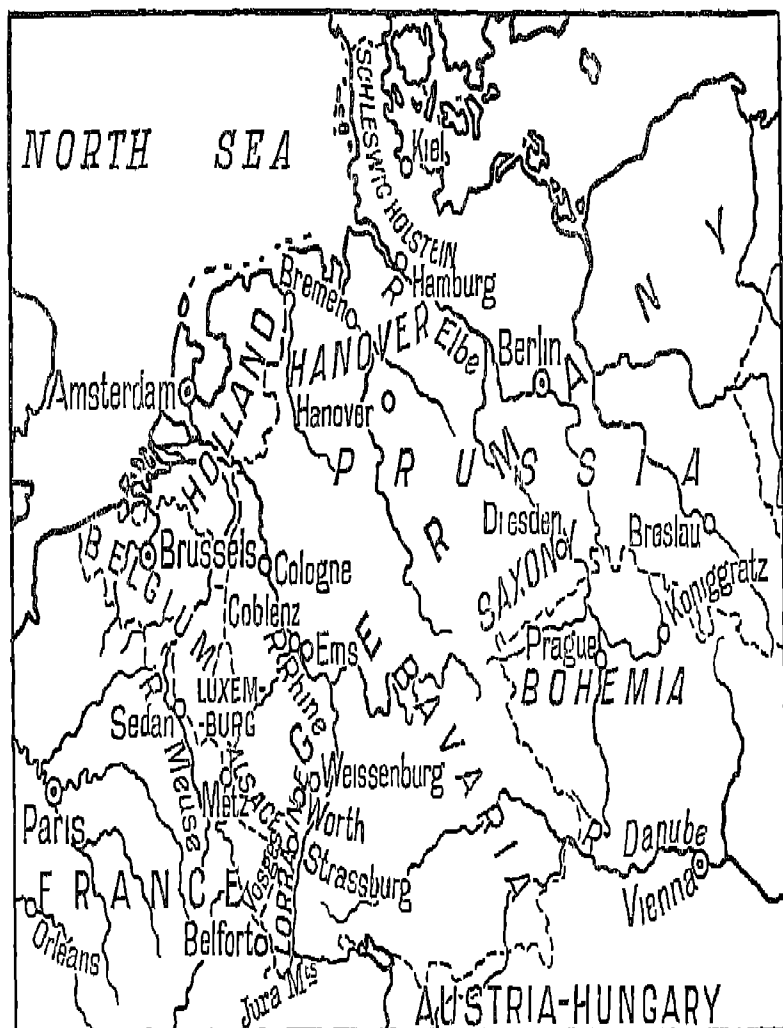 NORTH SEA
SCHLESWIG HOLSTEIN
Kiel
Hamburg
Bremen
R Elbe
HANOVER
Hanover
Berlin
Amsterdam
HOLLAND
GERMANY
PRUSSIA
Dresden
Breslau
SAXONY
Königgratz
BELGIUM
Brussels
Cologne
Coblenz
Ems
R Rhine
Prague
BOHEMIA
LUXEM-
-BURG
Sedan
R Meuse
BAVARIA
ALSACE
Metz
Weissenburg
Worth
Strassburg
LORRAINE
Vosges
Paris
FRANCE
Orléans
Belfort
Jura Mts
R Danube
Vienna
AUSTRIA-HUNGARY